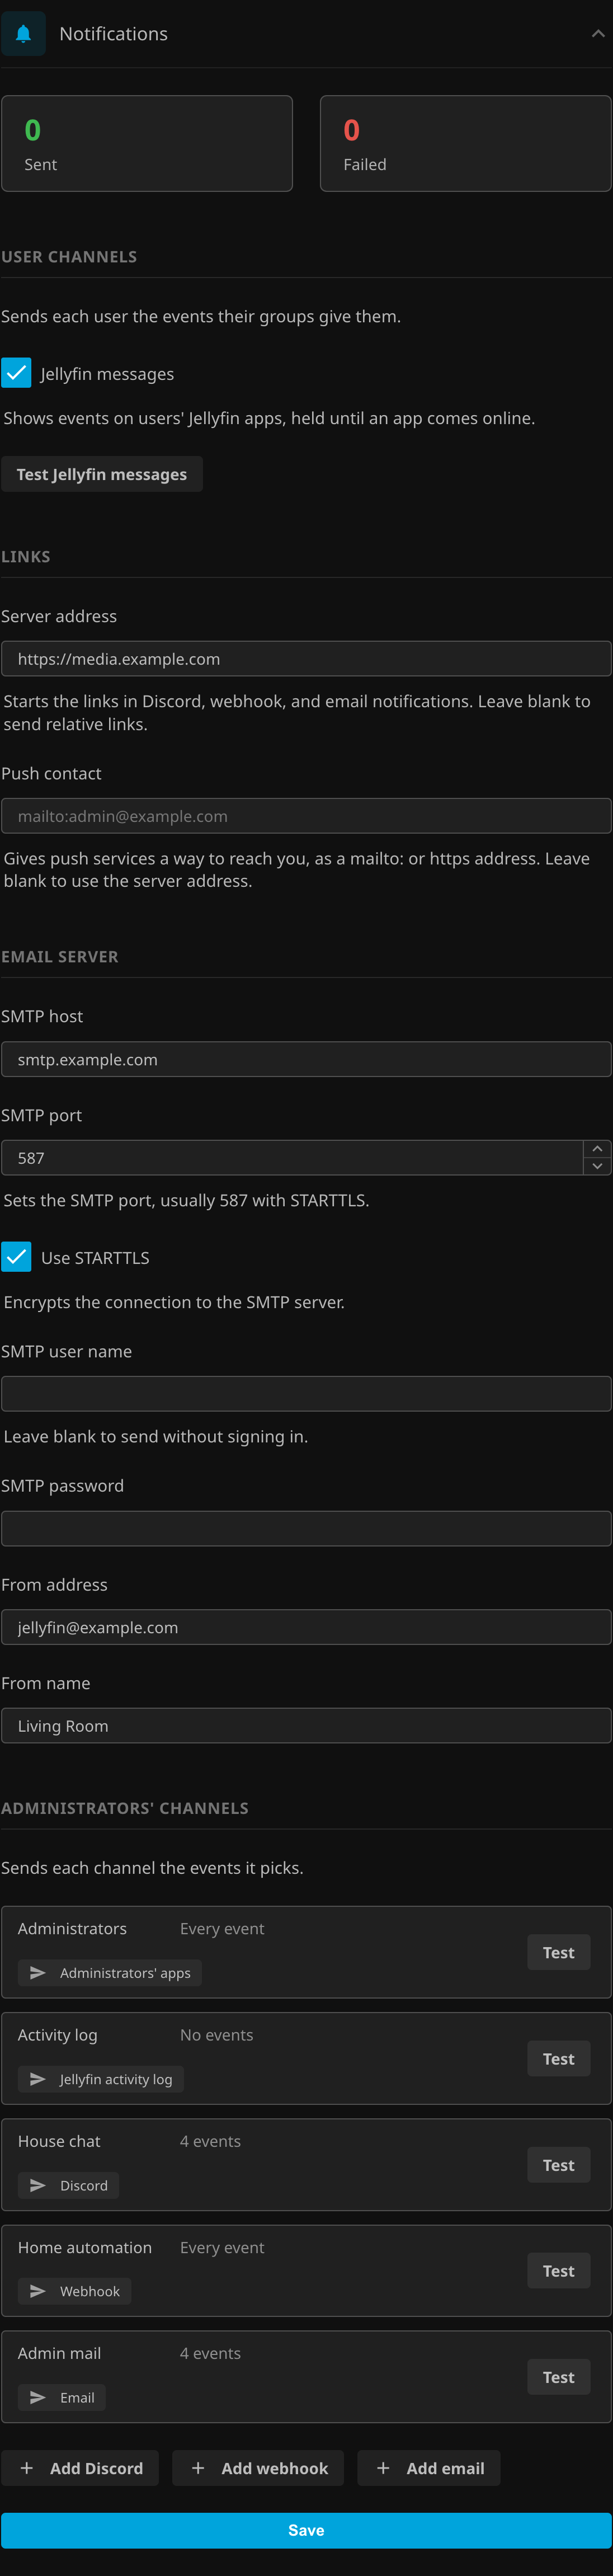 Notifications
0
Sent
0
Failed
USER CHANNELS
Sends each user the events their groups give them.
Jellyfin messages
Shows events on users' Jellyfin apps, held until an app comes online.
Test Jellyfin messages
LINKS
Server address
https://media.example.com
Starts the links in Discord, webhook, and email notifications. Leave blank to
send relative links.
Push contact
mailto:admin@example.com
Gives push services a way to reach you, as a mailto: or https address. Leave
blank to use the server address.
EMAIL SERVER
SMTP host
smtp.example.com
SMTP port
587
Sets the SMTP port, usually 587 with STARTTLS.
Use STARTTLS
Encrypts the connection to the SMTP server.
SMTP user name
Leave blank to send without signing in.
SMTP password
From address
jellyfin@example.com
From name
Living Room
ADMINISTRATORS' CHANNELS
Sends each channel the events it picks.
Administrators Every event
Administrators' apps
Test
Activity log No events
Jellyfin activity log
Test
House chat 4 events
Discord
Test
Home automation Every event
Webhook
Test
Admin mail 4 events
Email
Test
Add Discord Add webhook Add email
Save